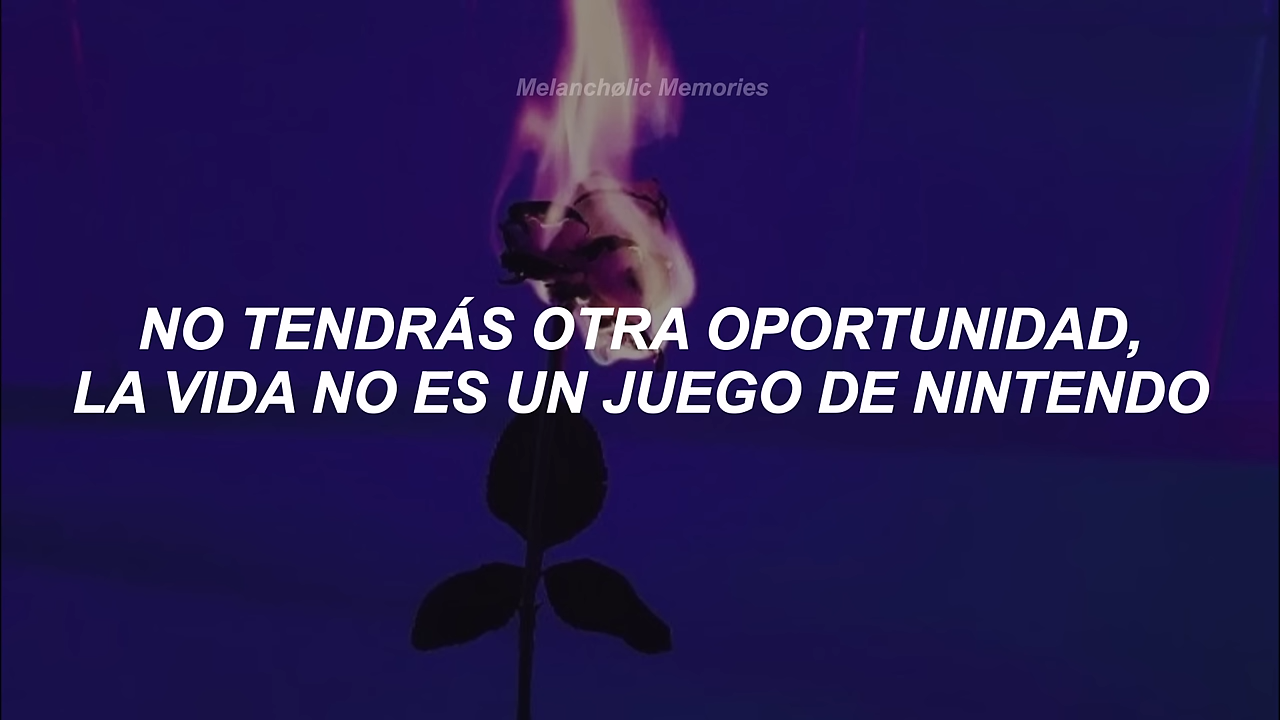 Melanchølic Memories
NO TENDRÁS OTRA OPORTUNIDAD,
LA VIDA NO ES UN JUEGO DE NINTENDO